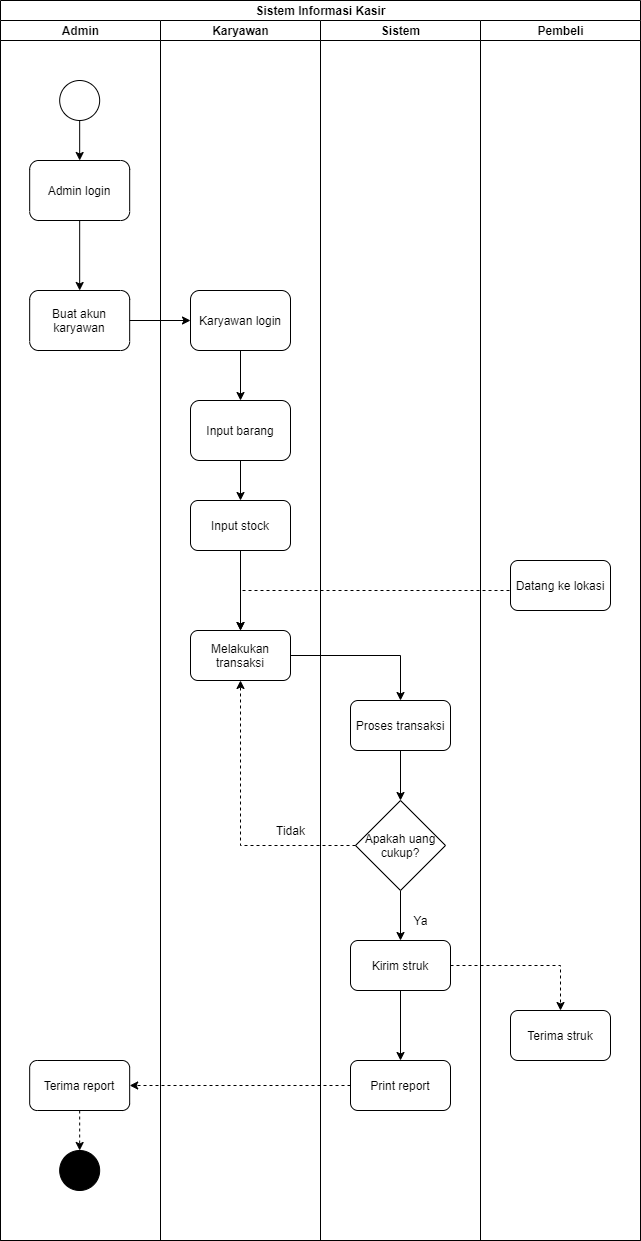 Sistem Informasi Kasir
Admin
Karyawan
Sistem
Pembeli
Admin login
Buat akun
karyawan
Karyawan login
Input barang
Input stock
Datang ke lokasi
Melakukan
transaksi
Proses transaksi
Tidak
Apakah uang
cukup?
Ya
Kirim struk
Terima struk
Terima report
Print report